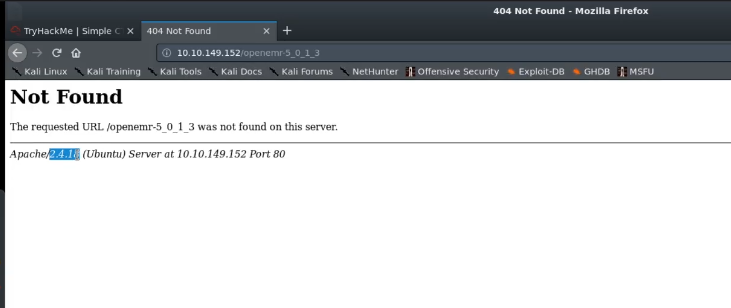 404 Not Found - Mozilla Firefox
TryHackMe | Simple
404 Not Found
10.10.149.152/openemr-5_0_1_3
Kali Linux Kali Training Kali Tools Kali Docs Kali Forums NetHunter Offensive Security Exploit-DB GHDB MSFU
Not Found
The requested URL /openemr-5_0_1_3 was not found on this server.
Apache/2.4.18 (Ubuntu) Server at 10.10.149.152 Port 80